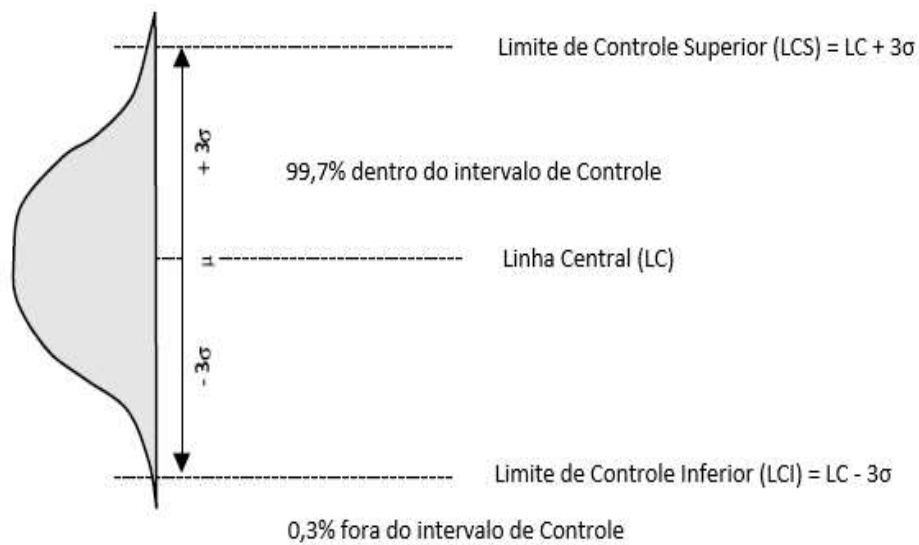 Limite de Controle Superior (LCS) = LC + 3σ
+ 3σ
99,7% dentro do intervalo de Controle
μ
Linha Central (LC)
- 3σ
Limite de Controle Inferior (LCI) = LC - 3σ
0,3% fora do intervalo de Controle